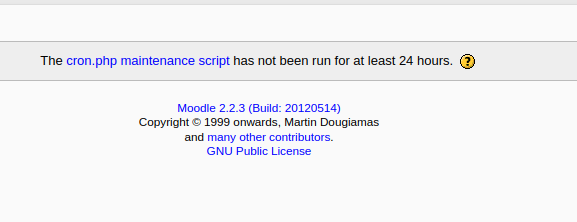 The cron.php maintenance script has not been run for at least 24 hours. ?
Moodle 2.2.3 (Build: 20120514)
Copyright © 1999 onwards, Martin Dougiamas
and many other contributors.
GNU Public License